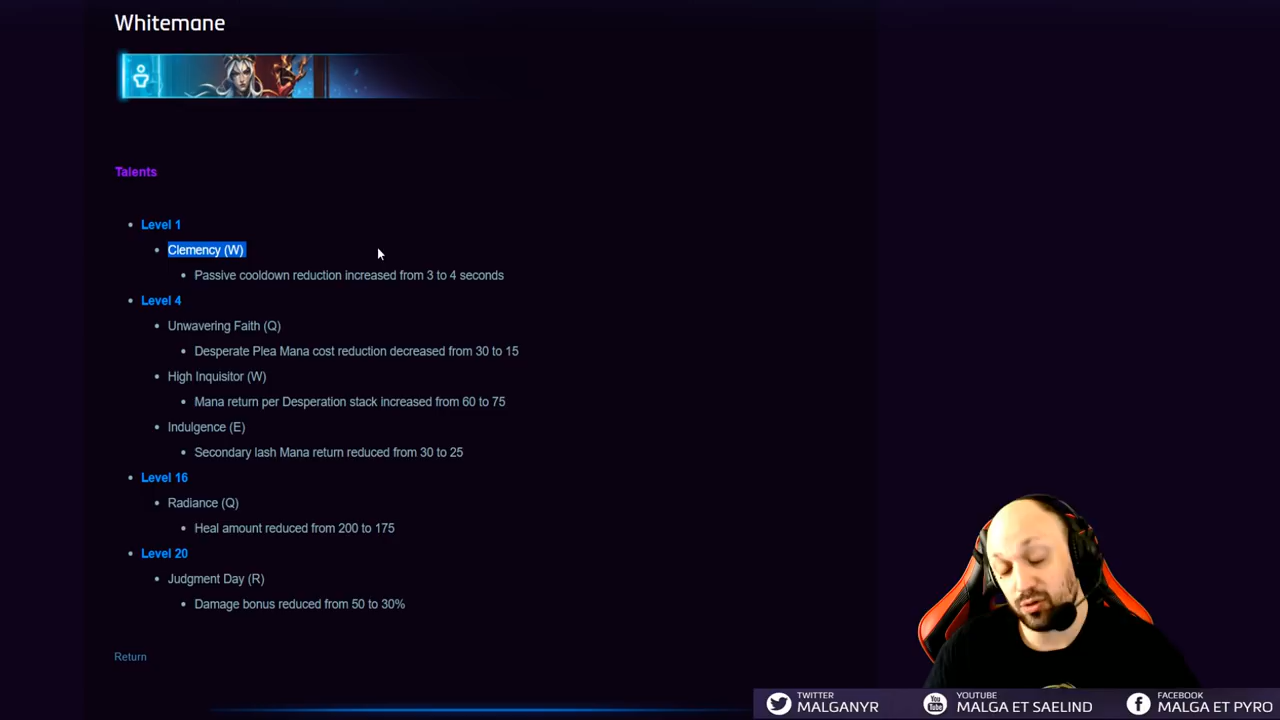 Whitemane
Talents
Level 1
Clemency (W)
Passive cooldown reduction increased from 3 to 4 seconds
Level 4
Unwavering Faith (Q)
Desperate Plea Mana cost reduction decreased from 30 to 15
High Inquisitor (W)
Mana return per Desperation stack increased from 60 to 75
Indulgence (E)
Secondary lash Mana return reduced from 30 to 25
Level 16
Radiance (Q)
Heal amount reduced from 200 to 175
Level 20
Judgment Day (R)
Damage bonus reduced from 50 to 30%
Return
TWITTER
MALGANYR
YOUTUBE
MALGA ET SAELIND
FACEBOOK
MALGA ET PYRO